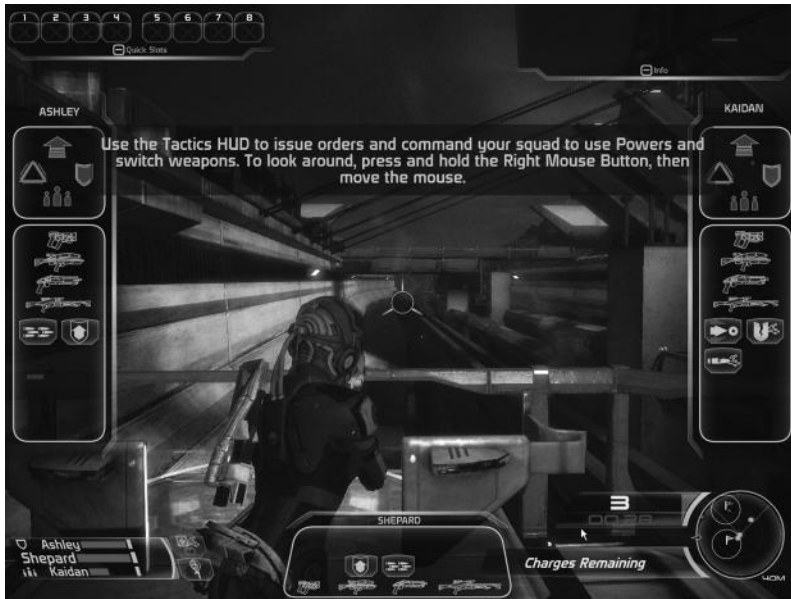 1 2 3 4 5 6 7 8
Quick Slots
Info
ASHLEY
KAIDAN
Use the Tactics HUD to issue orders and command your squad to use Powers and
switch weapons. To look around, press and hold the Right Mouse Button, then
move the mouse.
SHEPARD
3
00:28
Charges Remaining
Ashley
Shepard
Kaidan
40M